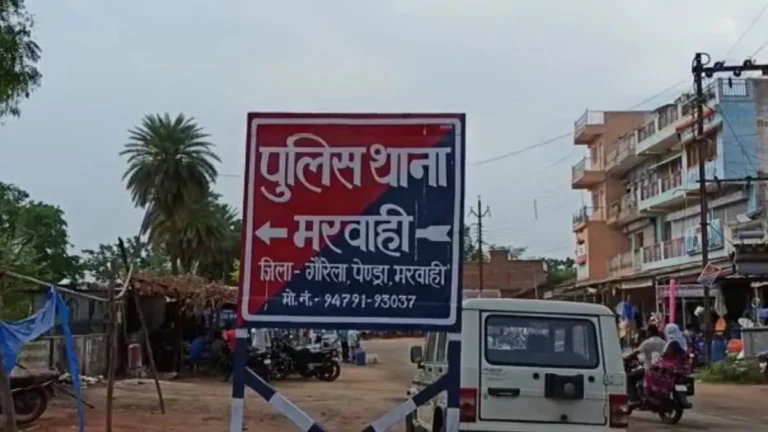 पुलिस थाना
मरवाही
जिला - गौरेला, पेण्ड्रा, मरवाही
मो. नं.- 94791-93037